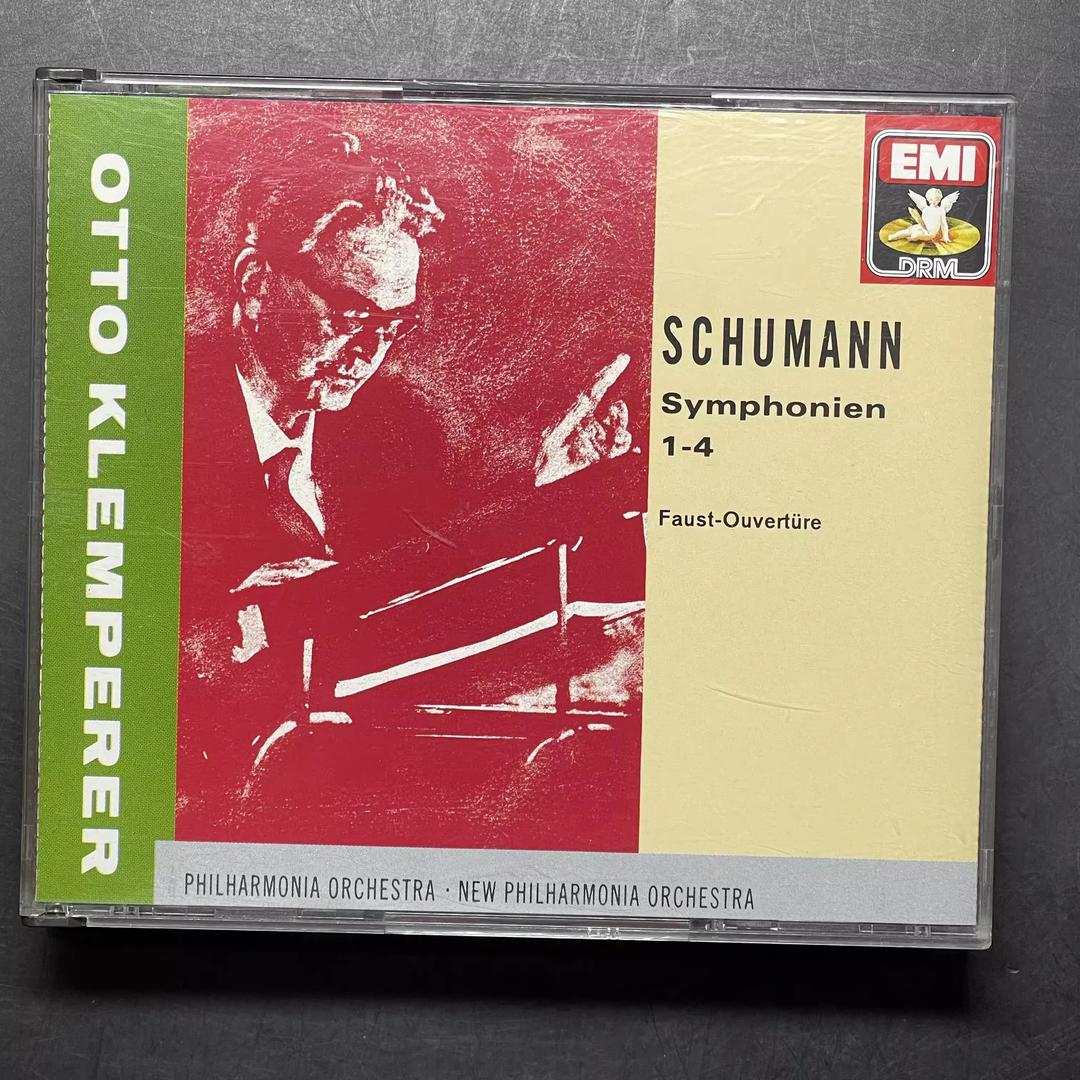 OTTO KLEMPERER
EMI
DRM
SCHUMANN
Symphonien
1-4
Faust-Ouvertüre
PHILHARMONIA ORCHESTRA · NEW PHILHARMONIA ORCHESTRA